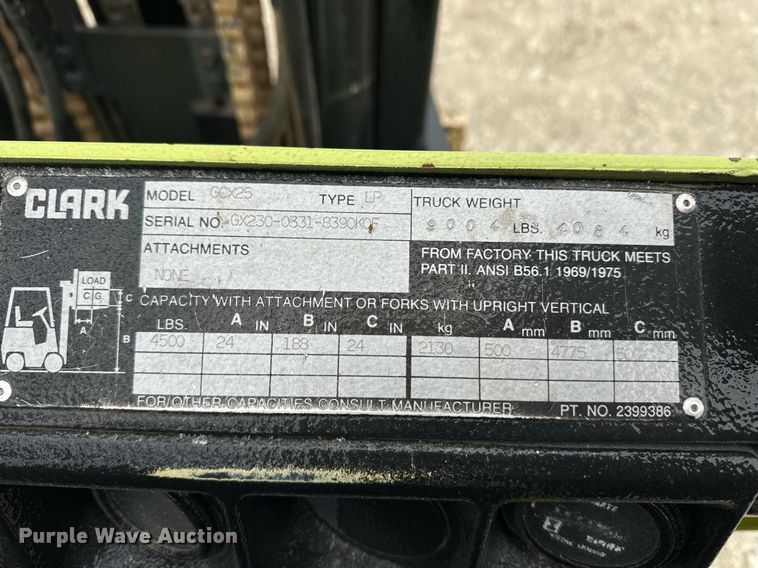 CLARK
MODEL GCX25 TYPE LP
SERIAL NO. GX230-0331-8390KOF
ATTACHMENTS
NONE
TRUCK WEIGHT
9004 LBS. 4084 kg
FROM FACTORY THIS TRUCK MEETS
PART II. ANSI B56.1 1969/1975
LOAD
C G
A
B
C
CAPACITY WITH ATTACHMENT OR FORKS WITH UPRIGHT VERTICAL
LBS. A IN B IN C IN kg A mm B mm C mm
4500 24 188 24 2130 500 4775 500
FOR/OTHER CAPACITIES CONSULT MANUFACTURER
PT. NO. 2399386
Purple Wave Auction